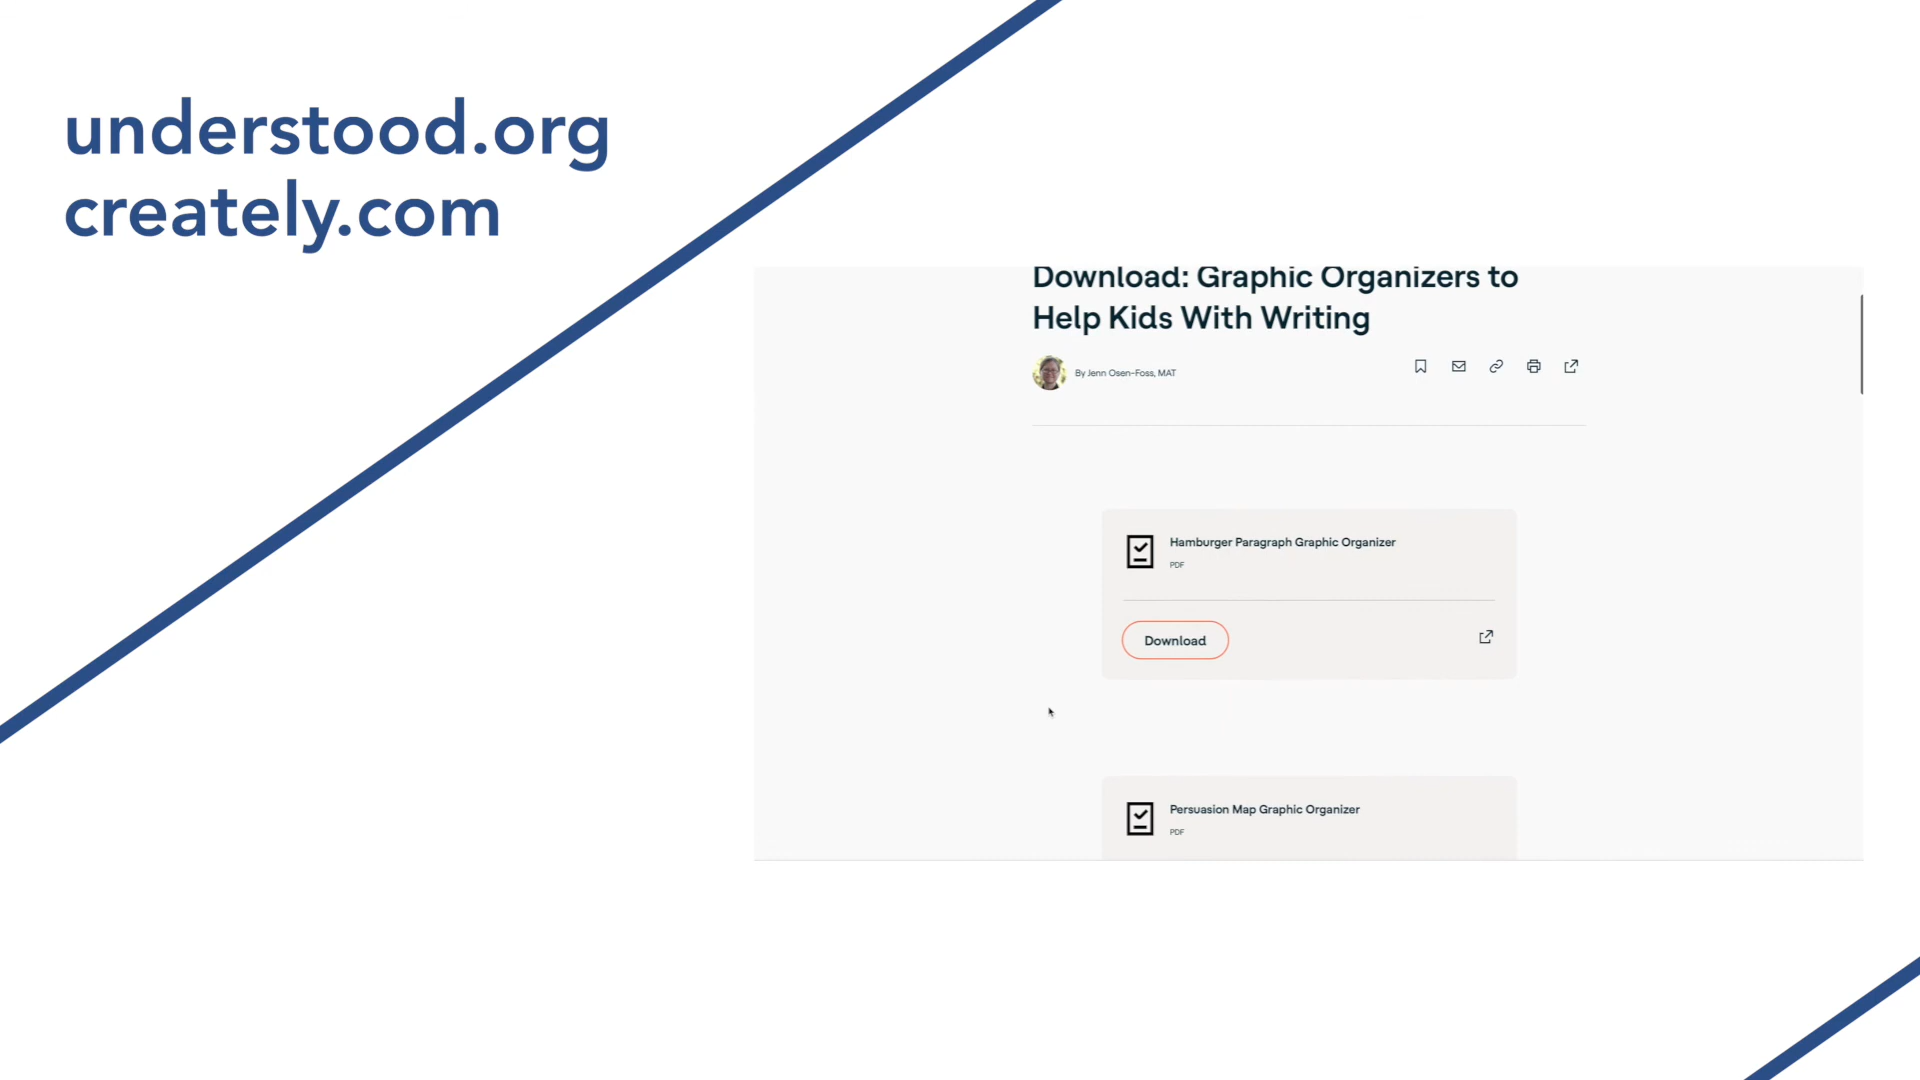 understood.org
creately.com
Download: Graphic Organizers to
Help Kids With Writing
By Jenn Osen-Foss, MAT
Hamburger Paragraph Graphic Organizer
PDF
Download
Persuasion Map Graphic Organizer
PDF